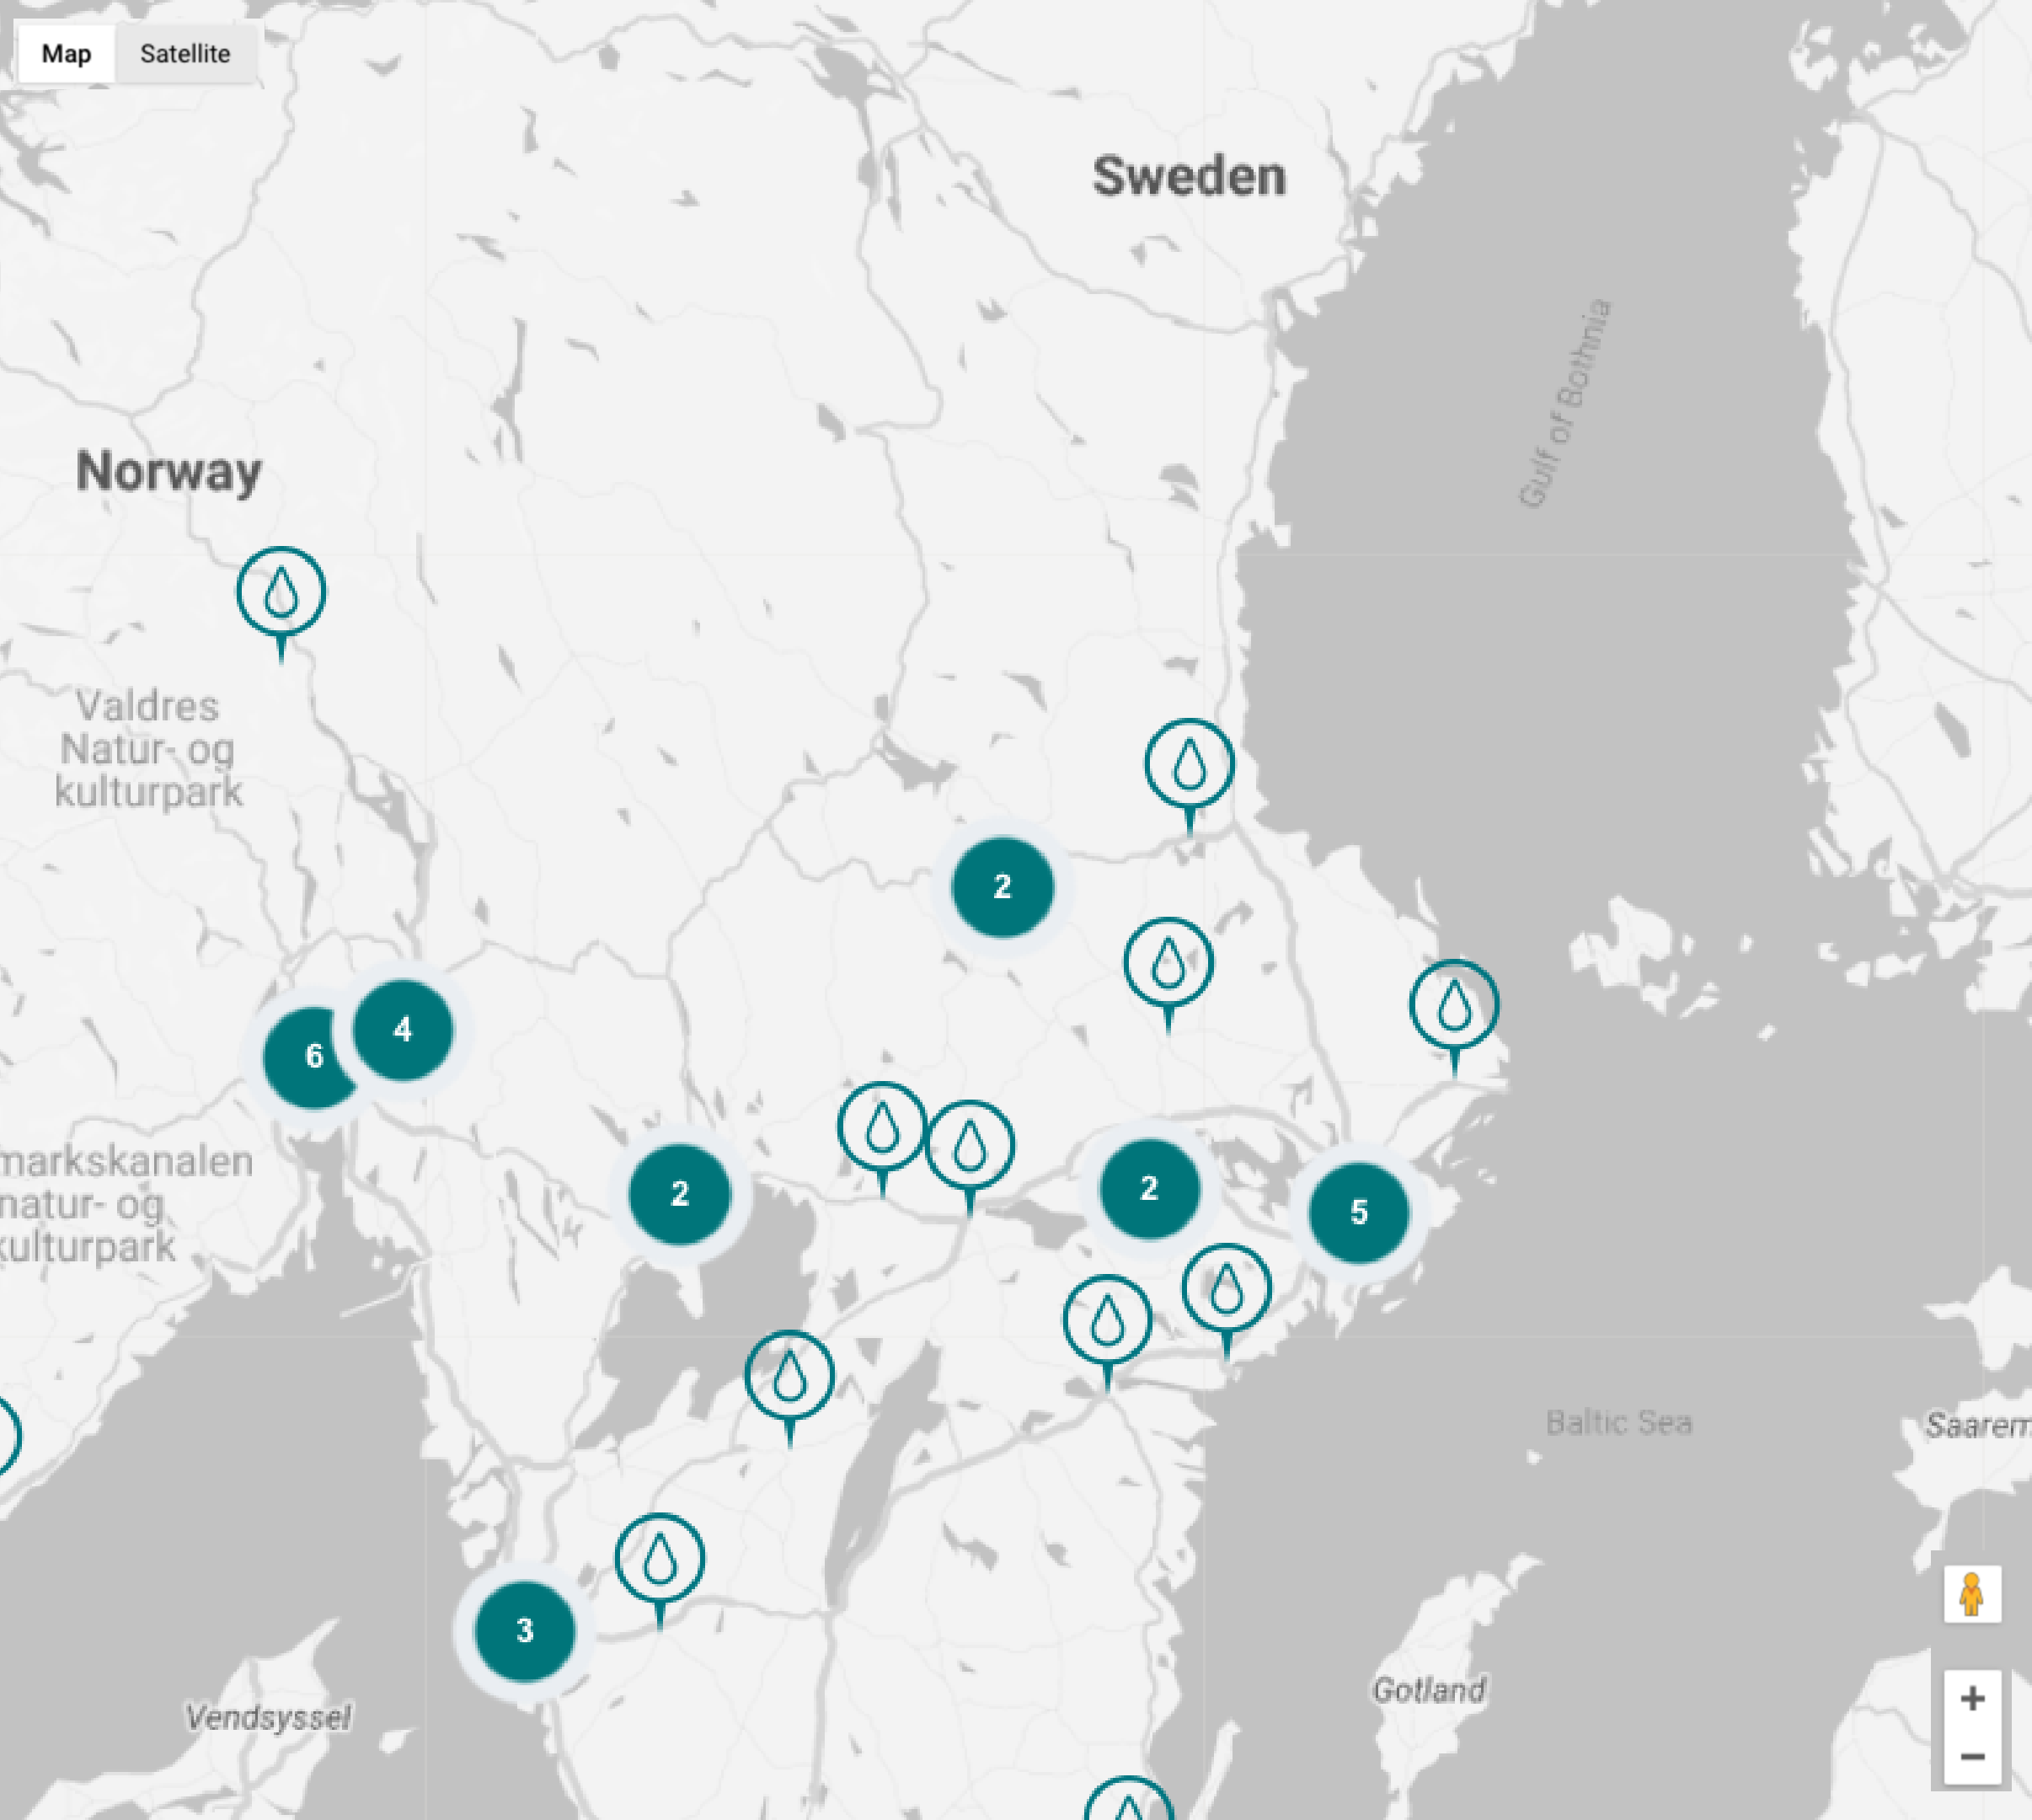 Map
Satellite
Sweden
Gulf of Bothnia
Norway
Valdres
Natur- og
kulturpark
2
4
6
markskanalen
natur- og
kulturpark
2
2
5
Baltic Sea
Saarem
3
Gotland
Vendsyssel
+
−